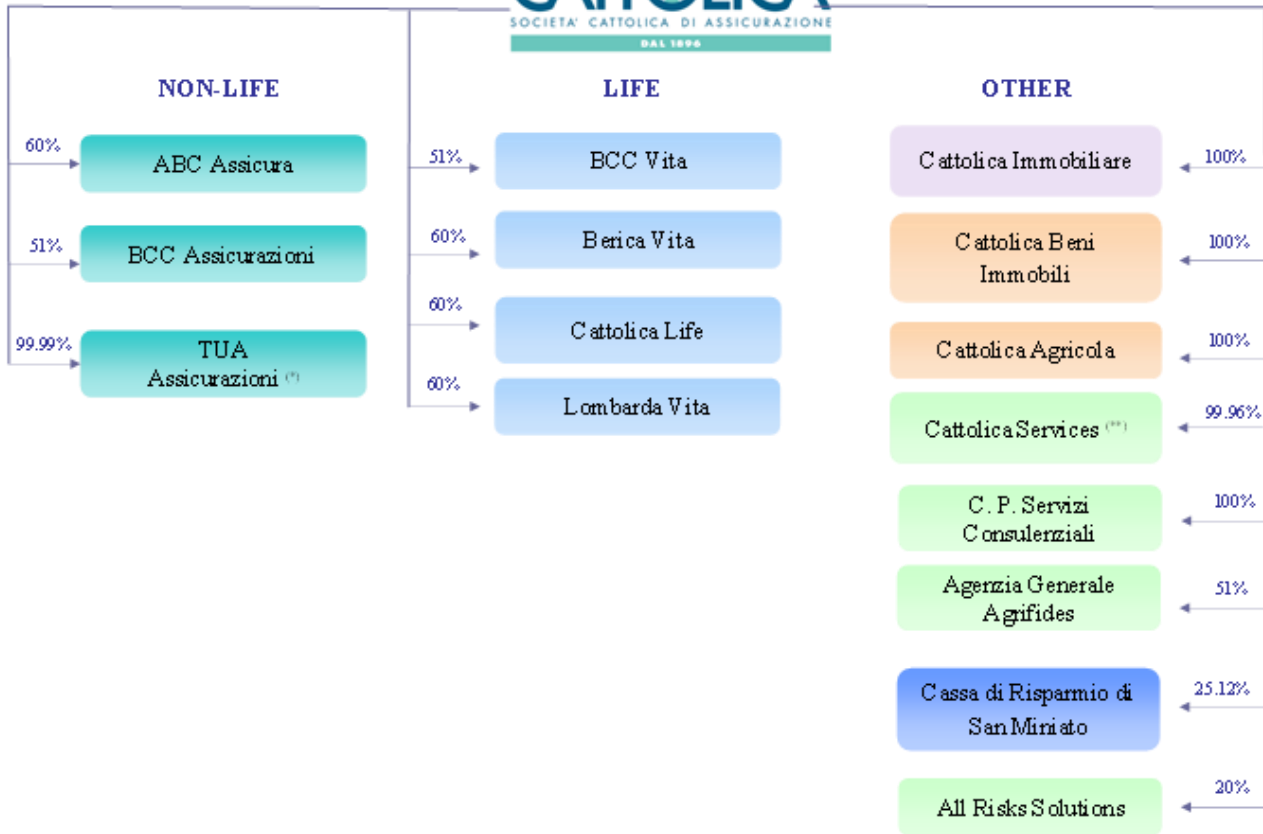 CATTOLICA
SOCIETA' CATTOLICA DI ASSICURAZIONE
DAL 1896
NON-LIFE
LIFE
OTHER
60%
ABC Assicura
51%
BCC Assicurazioni
99.99%
TUA
Assicurazioni (*)
51%
BCC Vita
60%
Berica Vita
60%
Cattolica Life
60%
Lombarda Vita
Cattolica Immobiliare
100%
Cattolica Beni
Immobili
100%
Cattolica Agricola
100%
Cattolica Services (**)
99.96%
C. P. Servizi
Consulenziali
100%
Agenzia Generale
Agrifides
51%
Cassa di Risparmio di
San Miniato
25.12%
All Risks Solutions
20%